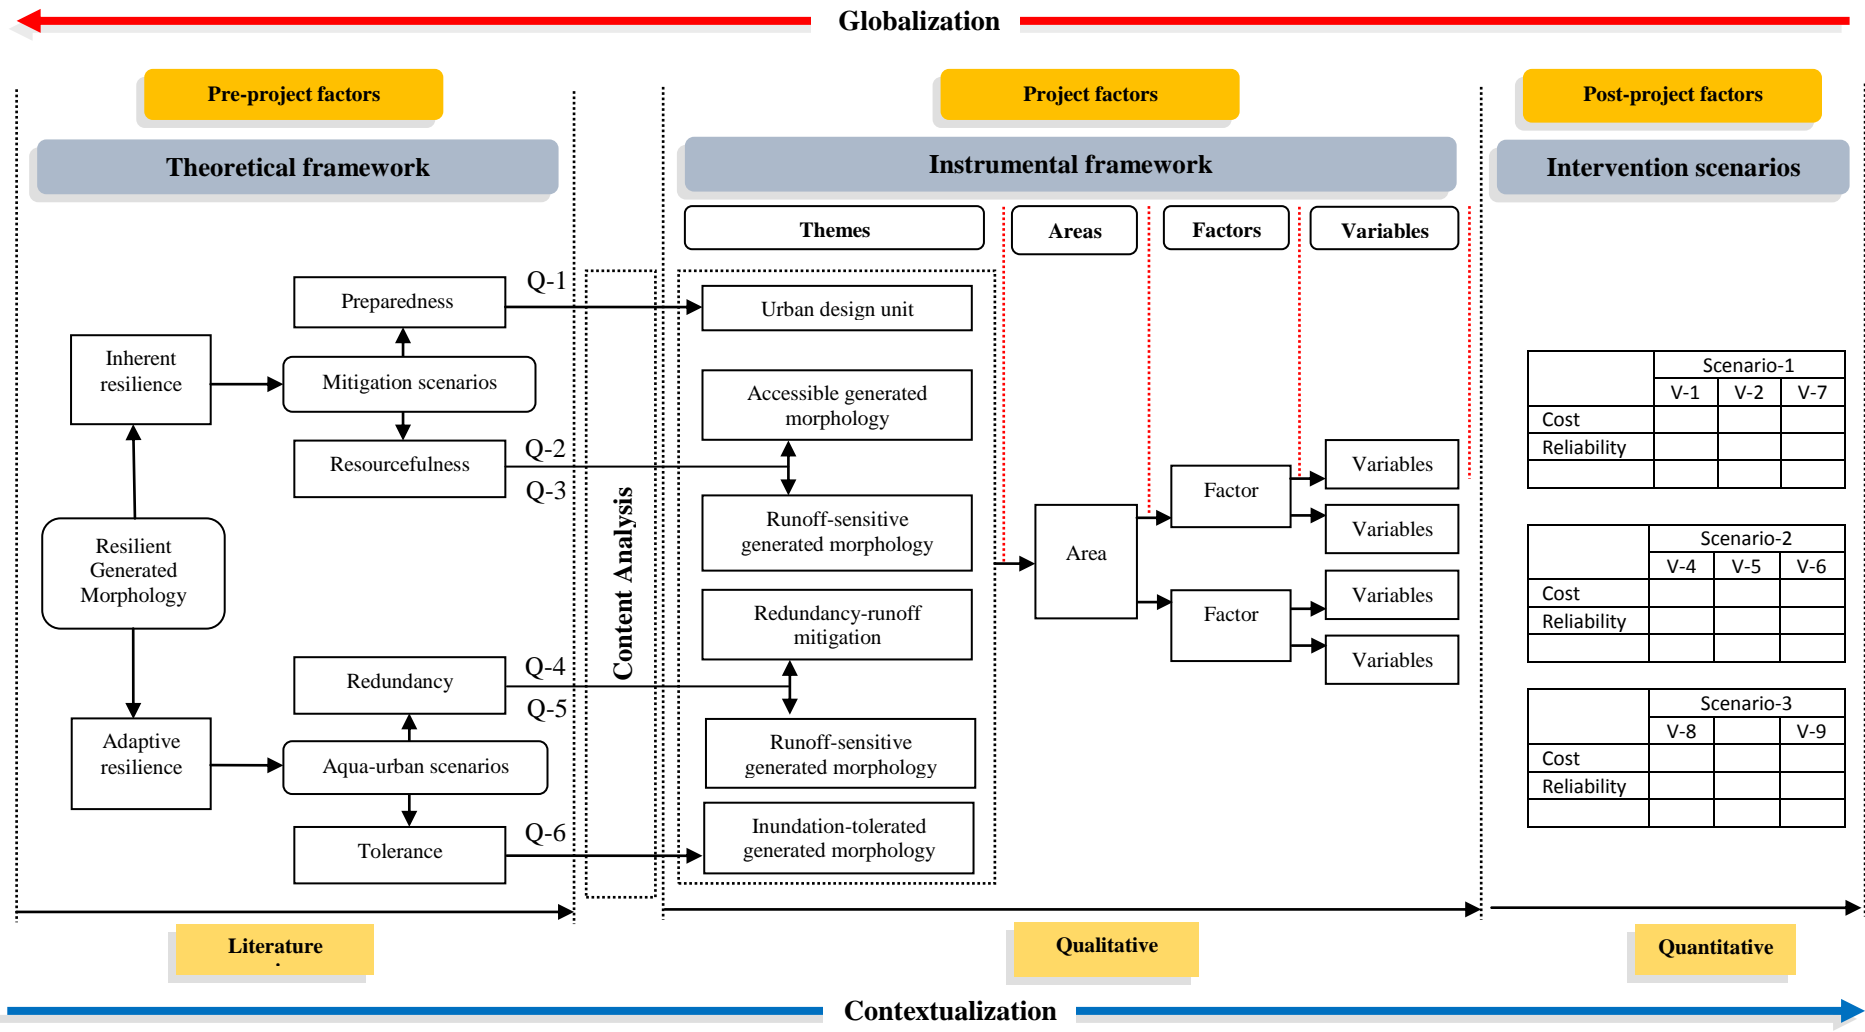 Globalization
Pre-project factors
Project factors
Post-project factors
Theoretical framework
Instrumental framework
Intervention scenarios
Themes
Areas
Factors
Variables
Inherent
resilience
Resilient
Generated
Morphology
Adaptive
resilience
Preparedness
Mitigation scenarios
Resourcefulness
Redundancy
Aqua-urban scenarios
Tolerance
Q-1
Q-2
Q-3
Q-4
Q-5
Q-6
Content Analysis
Urban design unit
Accessible generated
morphology
Runoff-sensitive
generated morphology
Redundancy-runoff
mitigation
Runoff-sensitive
generated morphology
Inundation-tolerated
generated morphology
Area
Factor
Factor
Variables
Variables
Variables
Variables
Scenario-1
V-1 V-2 V-7
Cost
Reliability
Scenario-2
V-4 V-5 V-6
Cost
Reliability
Scenario-3
V-8 V-9
Cost
Reliability
Literature
Qualitative
Quantitative
Contextualization